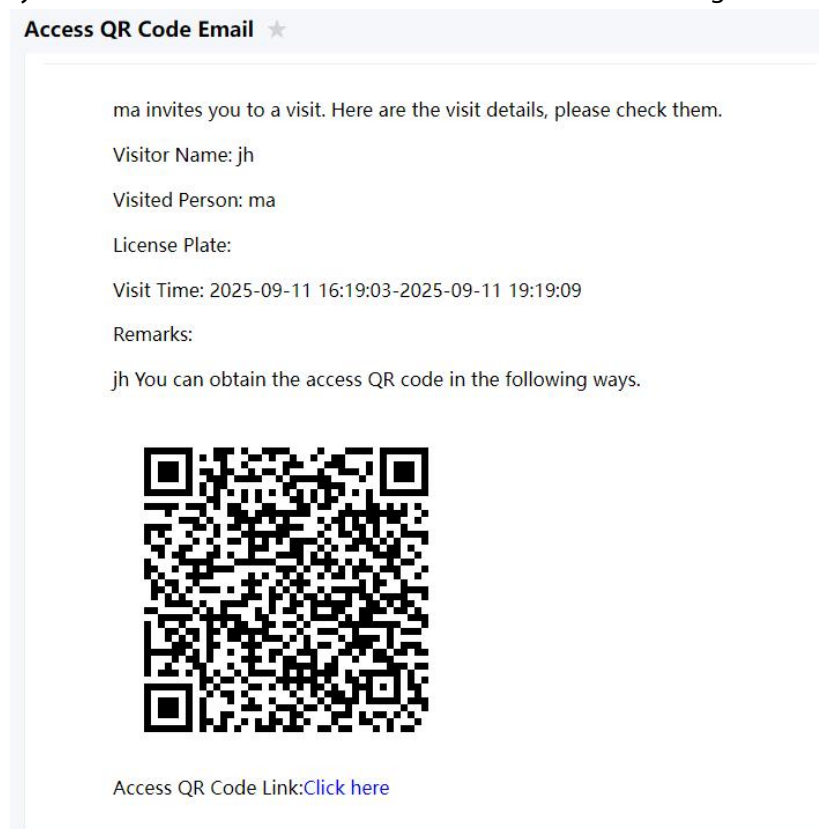 Access QR Code Email
ma invites you to a visit. Here are the visit details, please check them.
Visitor Name: jh
Visited Person: ma
License Plate:
Visit Time: 2025-09-11 16:19:03-2025-09-11 19:19:09
Remarks:
jh You can obtain the access QR code in the following ways.
Access QR Code Link:Click here